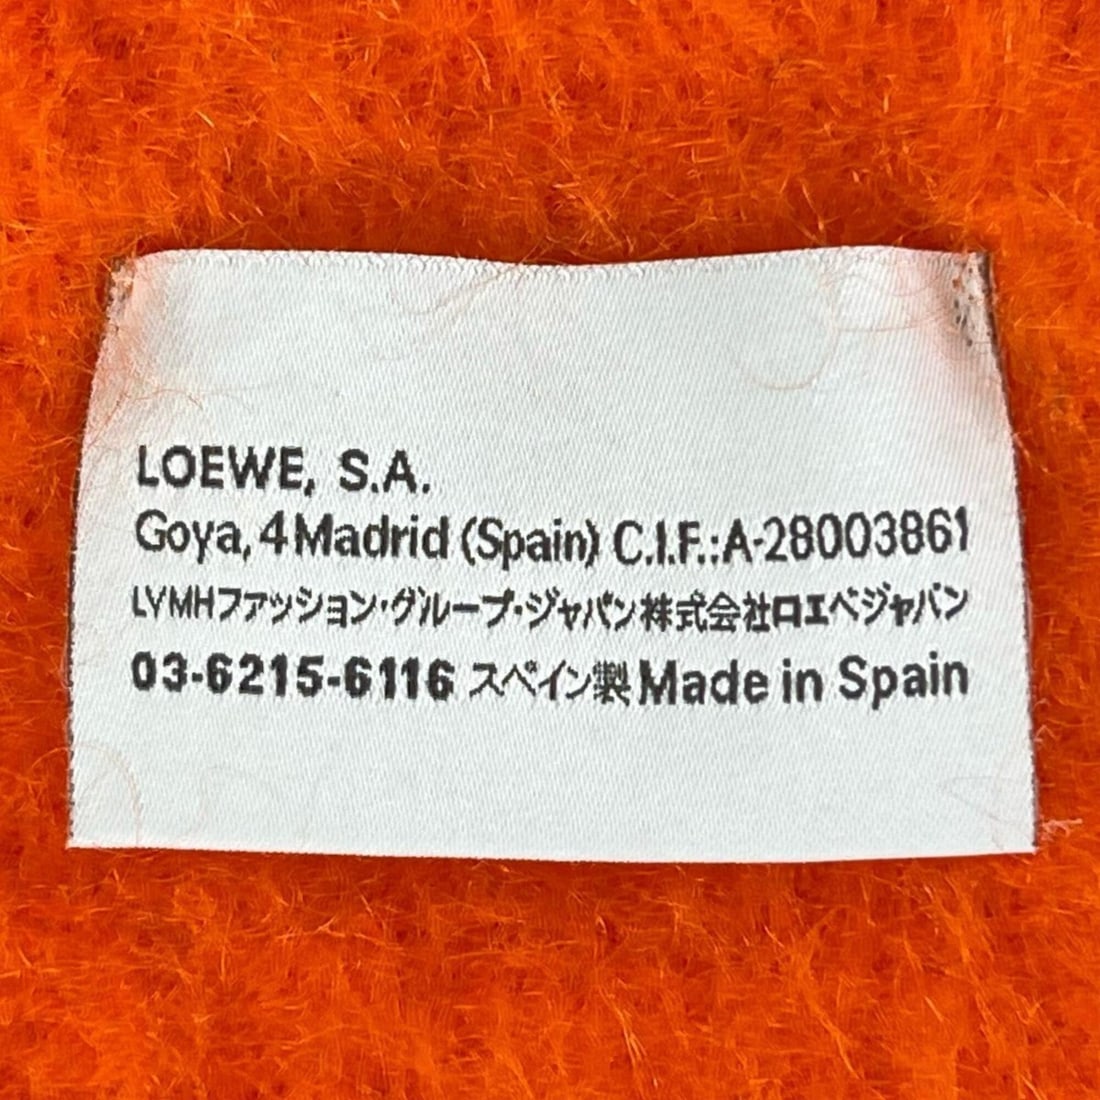 LOEWE, S.A.
Goya, 4 Madrid (Spain) C.I.F.:A-28003861
LVMHファッション・グループ・ジャパン株式会社ロエベジャパン
03-6215-6116 スペイン製 Made in Spain